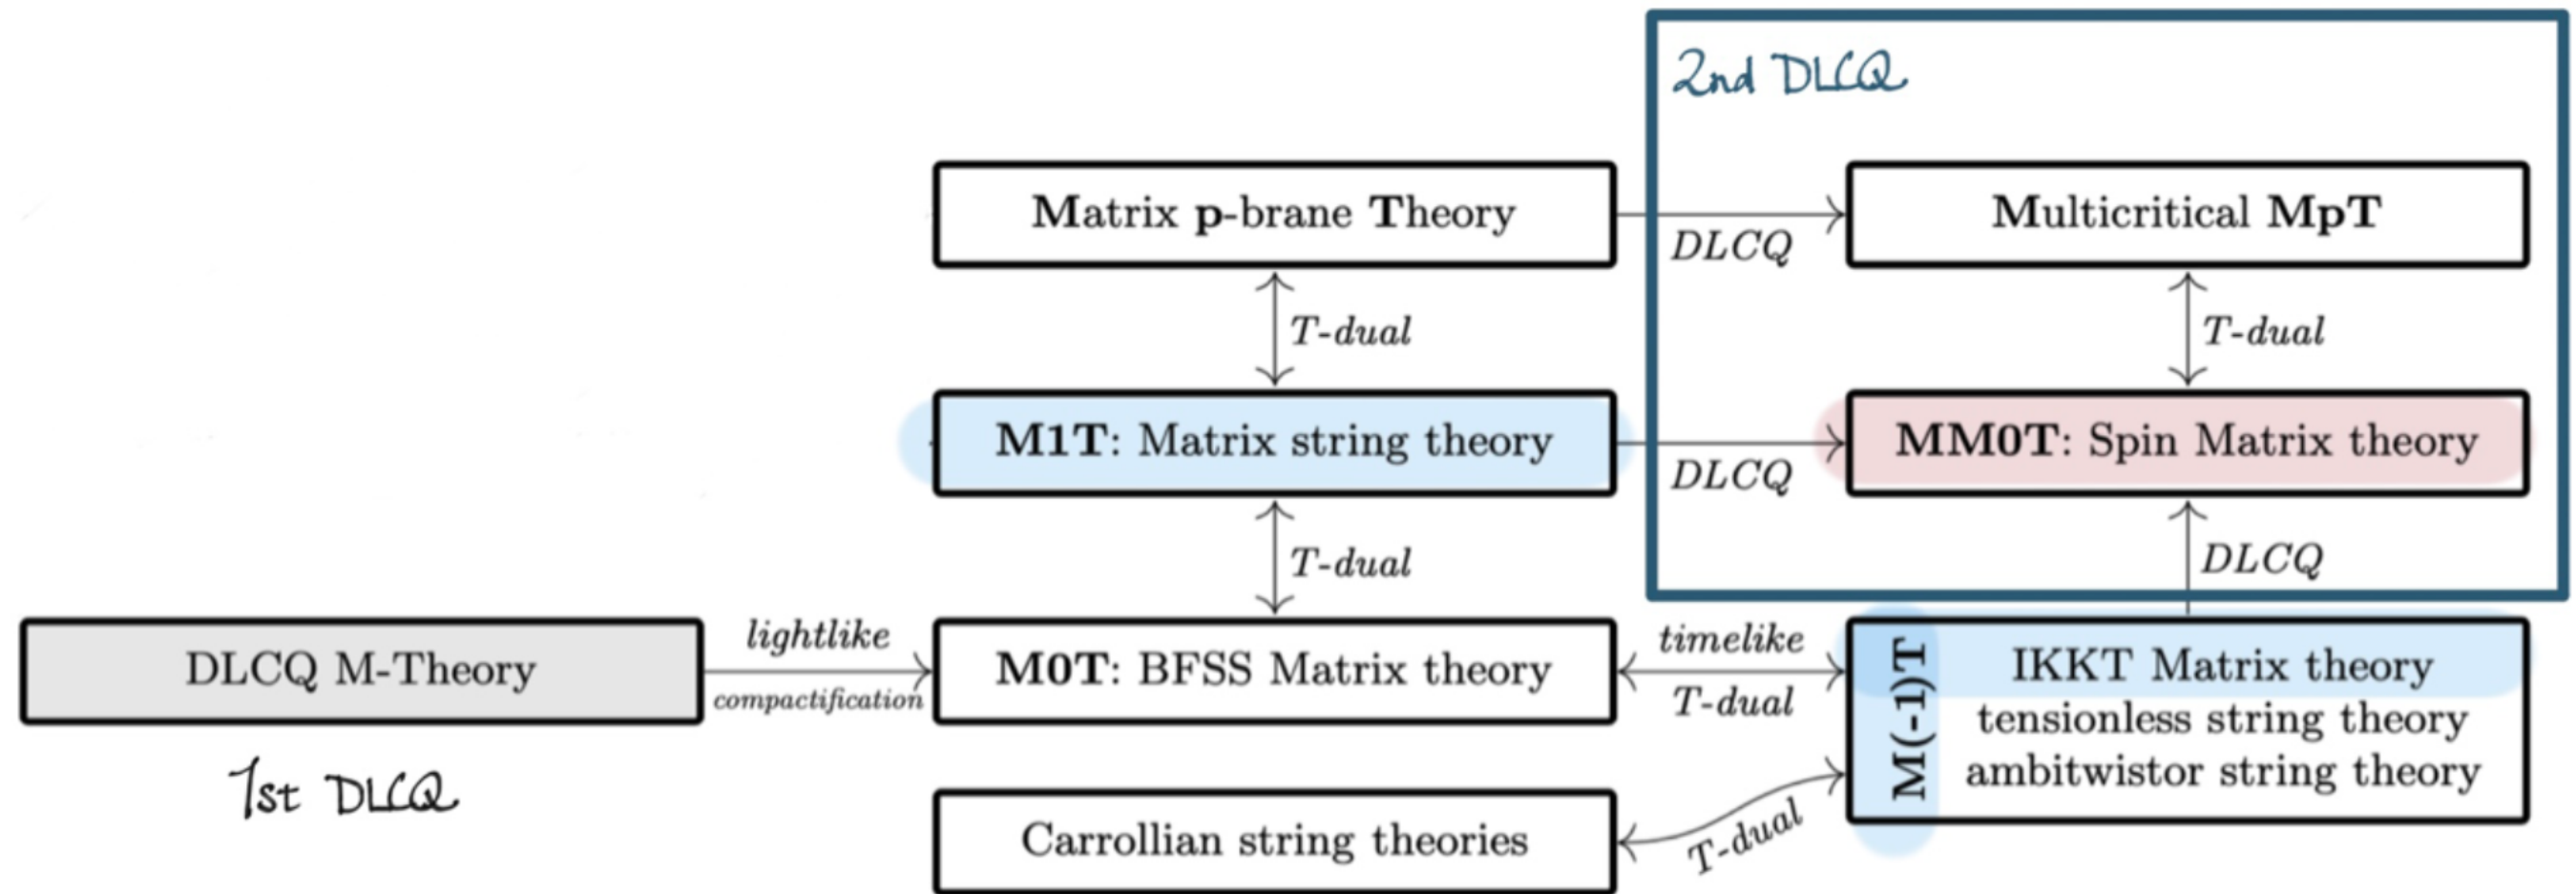 2nd DLCQ
Matrix p-brane Theory
DLCQ
Multicritical MpT
T-dual
T-dual
M1T: Matrix string theory
DLCQ
MM0T: Spin Matrix theory
T-dual
DLCQ
DLCQ M-Theory
lightlike
compactification
M0T: BFSS Matrix theory
timelike
T-dual
M(-1)T
IKKT Matrix theory
tensionless string theory
ambitwistor string theory
1st DLCQ
Carrollian string theories
T-dual